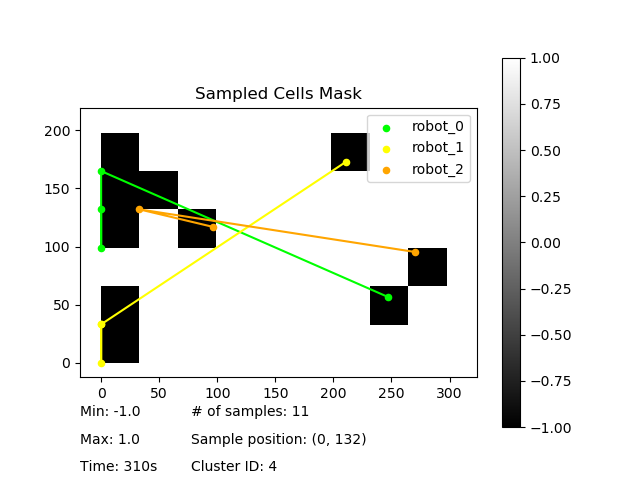 Sampled Cells Mask
robot_0
robot_1
robot_2
200
150
100
50
0
0 50 100 150 200 250 300
1.00
0.75
0.50
0.25
0.00
−0.25
−0.50
−0.75
−1.00
Min: -1.0 # of samples: 11
Max: 1.0 Sample position: (0, 132)
Time: 310s Cluster ID: 4